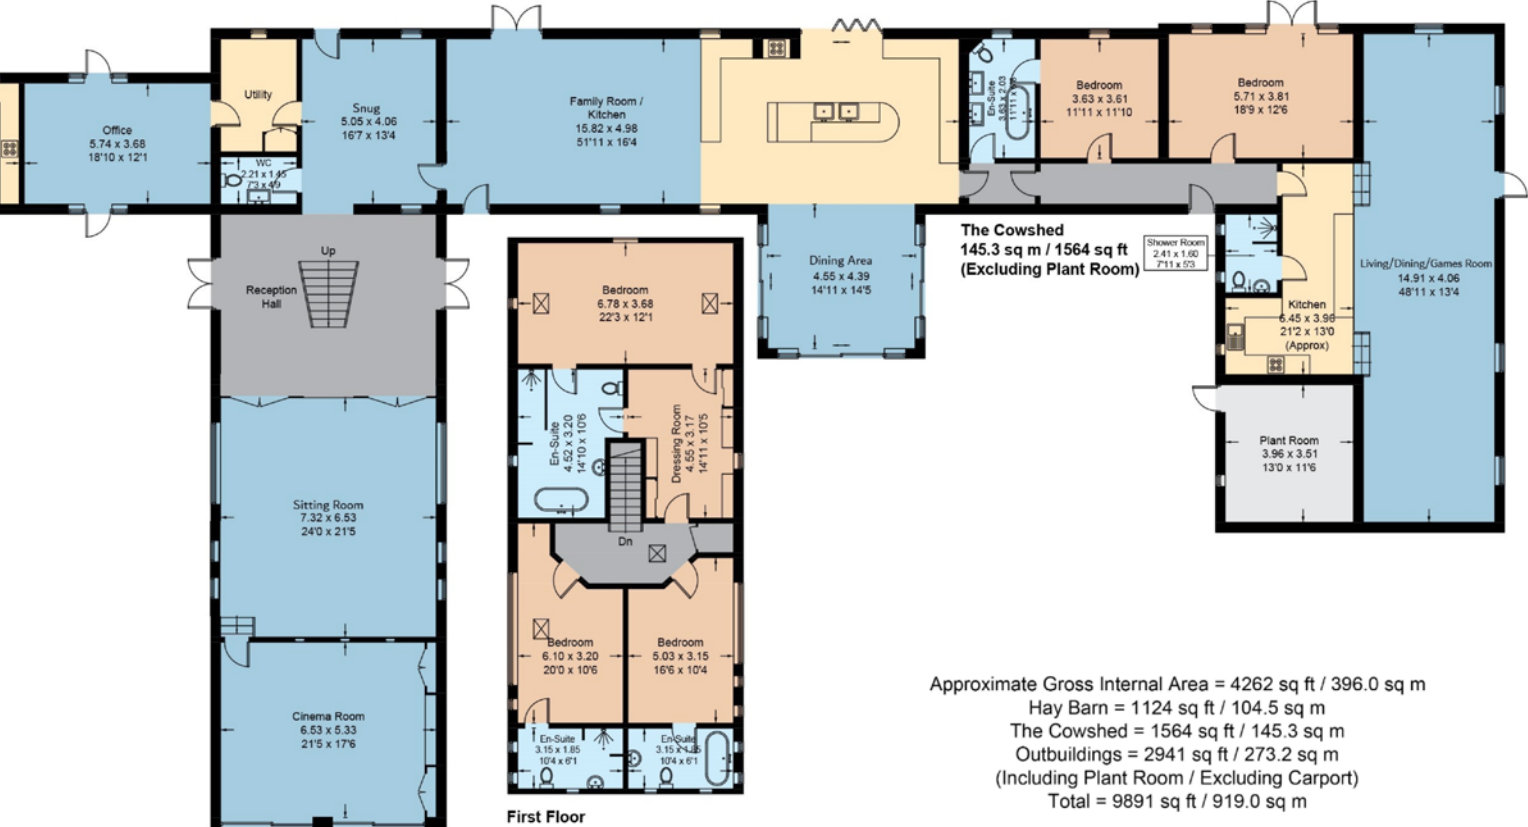 Office
5.74 x 3.68
18'10 x 12'1
Utility
WC
2.21 x 1.45
7'3 x 4'9
Snug
5.05 x 4.06
16'7 x 13'4
Family Room /
Kitchen
15.82 x 4.98
51'11 x 16'4
En-Suite
3.63 x 2.03
Bedroom
3.63 x 3.61
11'11 x 11'10
Bedroom
5.71 x 3.81
18'9 x 12'6
Up
Reception
Hall
Dining Area
4.55 x 4.39
14'11 x 14'5
The Cowshed
145.3 sq m / 1564 sq ft
(Excluding Plant Room)
Shower Room
2.41 x 1.60
7'11 x 5'3
Living/Dining/Games Room
14.91 x 4.06
48'11 x 13'4
Kitchen
6.45 x 3.96
21'2 x 13'0
(Approx)
Plant Room
3.96 x 3.51
13'0 x 11'6
Sitting Room
7.32 x 6.53
24'0 x 21'5
Cinema Room
6.53 x 5.33
21'5 x 17'6
Bedroom
6.78 x 3.68
22'3 x 12'1
En-Suite
4.52 x 3.20
14'10 x 10'6
Dressing Room
4.55 x 3.17
14'11 x 10'5
Dn
Bedroom
6.10 x 3.20
20'0 x 10'6
Bedroom
5.03 x 3.15
16'6 x 10'4
En-Suite
3.15 x 1.85
10'4 x 6'1
En-Suite
3.15 x 1.85
10'4 x 6'1
First Floor
Approximate Gross Internal Area = 4262 sq ft / 396.0 sq m
Hay Barn = 1124 sq ft / 104.5 sq m
The Cowshed = 1564 sq ft / 145.3 sq m
Outbuildings = 2941 sq ft / 273.2 sq m
(Including Plant Room / Excluding Carport)
Total = 9891 sq ft / 919.0 sq m